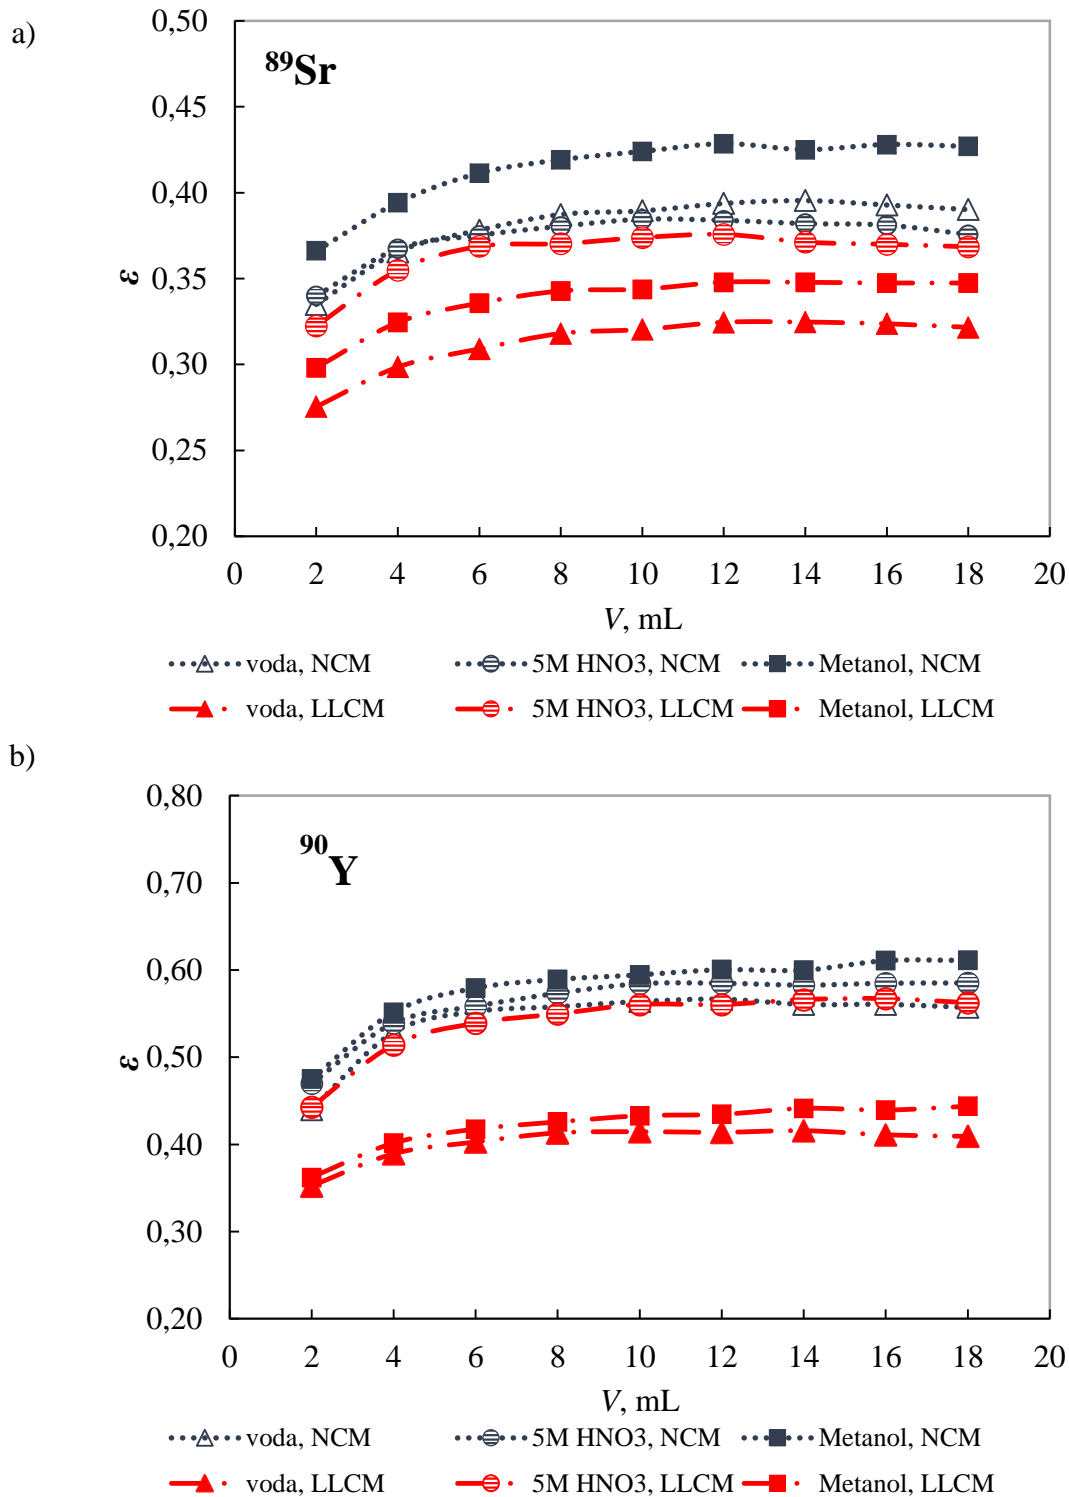 a)
0,50
⁸⁹Sr
0,45
0,40
0,35
ε
0,30
0,25
0,20
0 2 4 6 8 10 12 14 16 18 20
V, mL
voda, NCM 5M HNO3, NCM Metanol, NCM
voda, LLCM 5M HNO3, LLCM Metanol, LLCM
b)
0,80
⁹⁰Y
0,70
0,60
0,50
ε
0,40
0,30
0,20
0 2 4 6 8 10 12 14 16 18 20
V, mL
voda, NCM 5M HNO3, NCM Metanol, NCM
voda, LLCM 5M HNO3, LLCM Metanol, LLCM